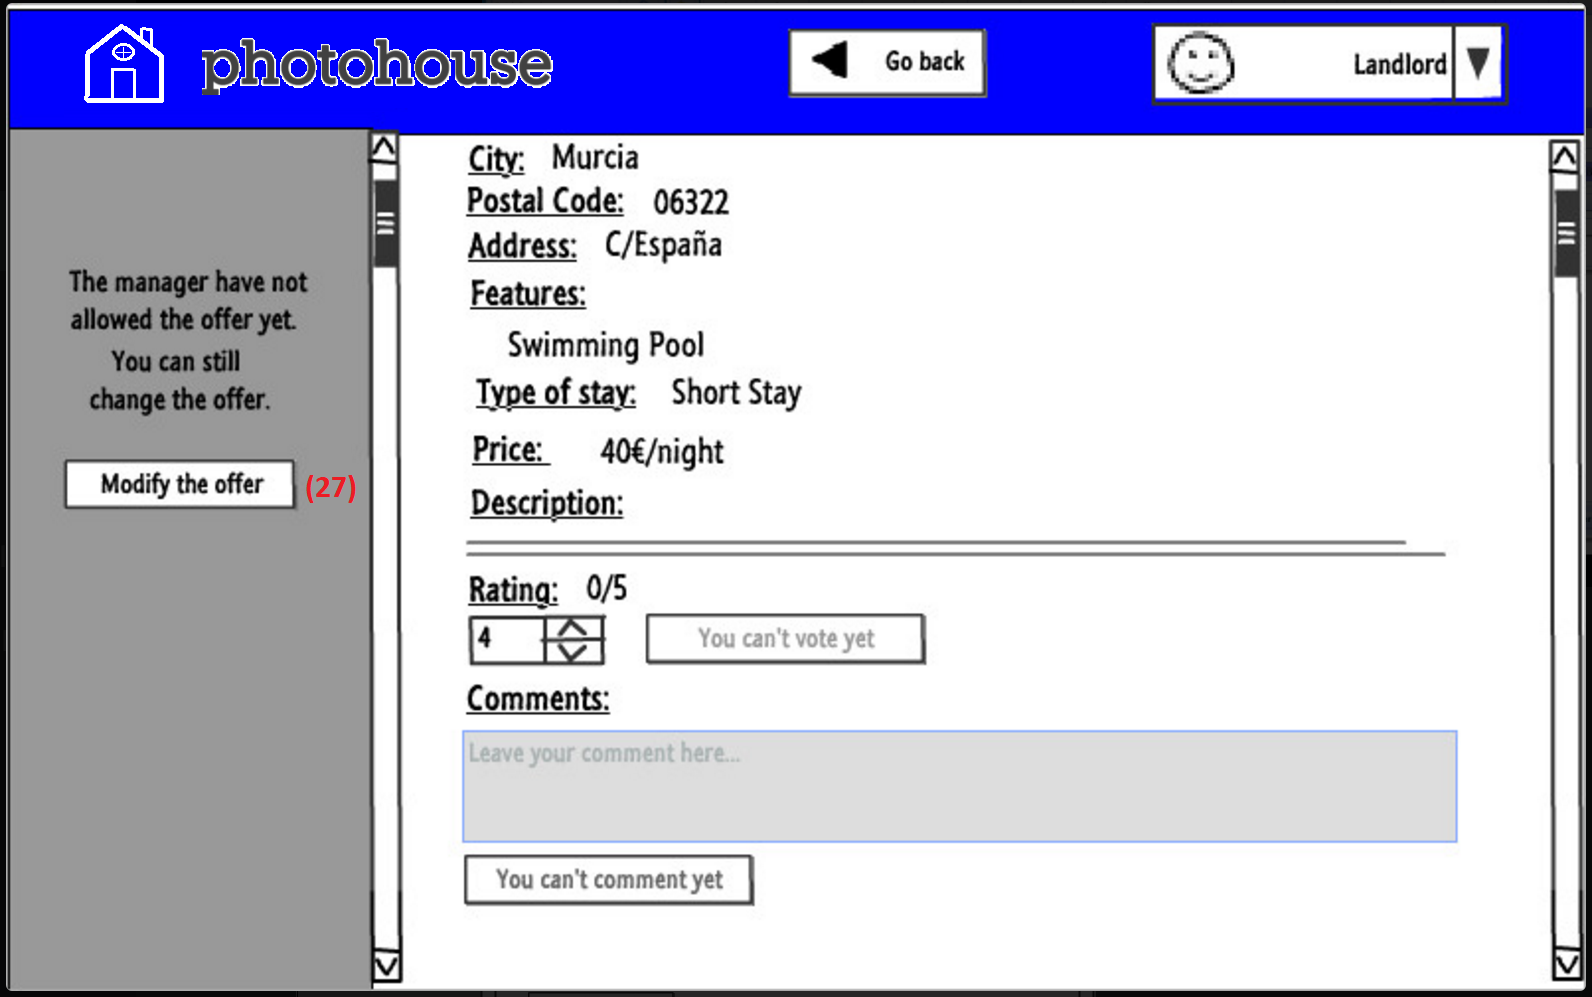 photohouse
Go back
Landlord
The manager have not
allowed the offer yet.
You can still
change the offer.
Modify the offer (27)
City: Murcia
Postal Code: 06322
Address: C/España
Features:
Swimming Pool
Type of stay: Short Stay
Price: 40€/night
Description:
Rating: 0/5
4 You can't vote yet
Comments:
Leave your comment here...
You can't comment yet